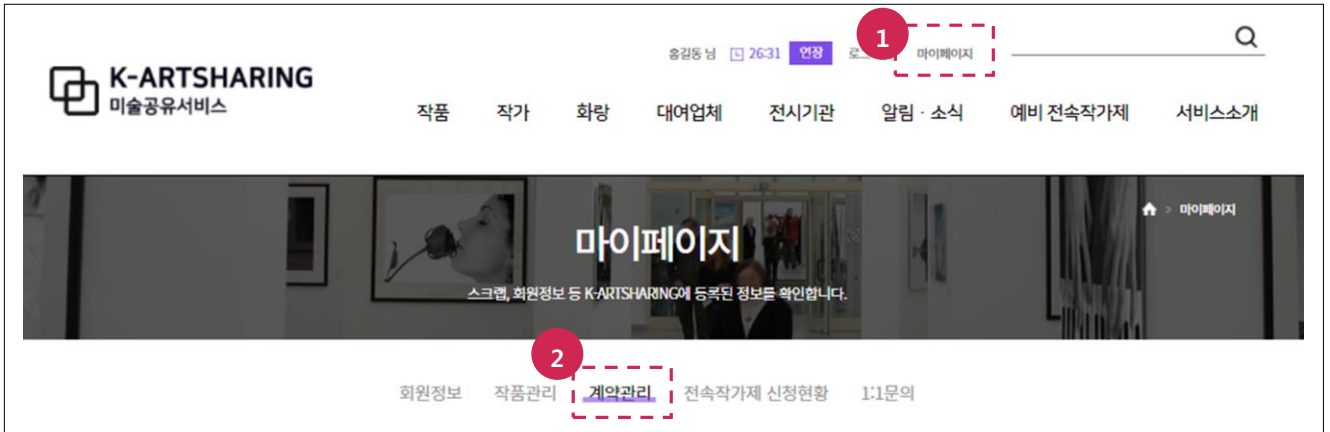 1
홍길동 님 26:31 연장 로 마이페이지
K-ARTSHARING
미술공유서비스
작품 작가 화랑 대여업체 전시기관 알림 · 소식 예비 전속작가제 서비스소개
> 마이페이지
마이페이지
스크랩, 회원정보 등 K-ARTSHARING에 등록된 정보를 확인합니다.
2
회원정보 작품관리 계약관리 전속작가제 신청현황 1:1문의